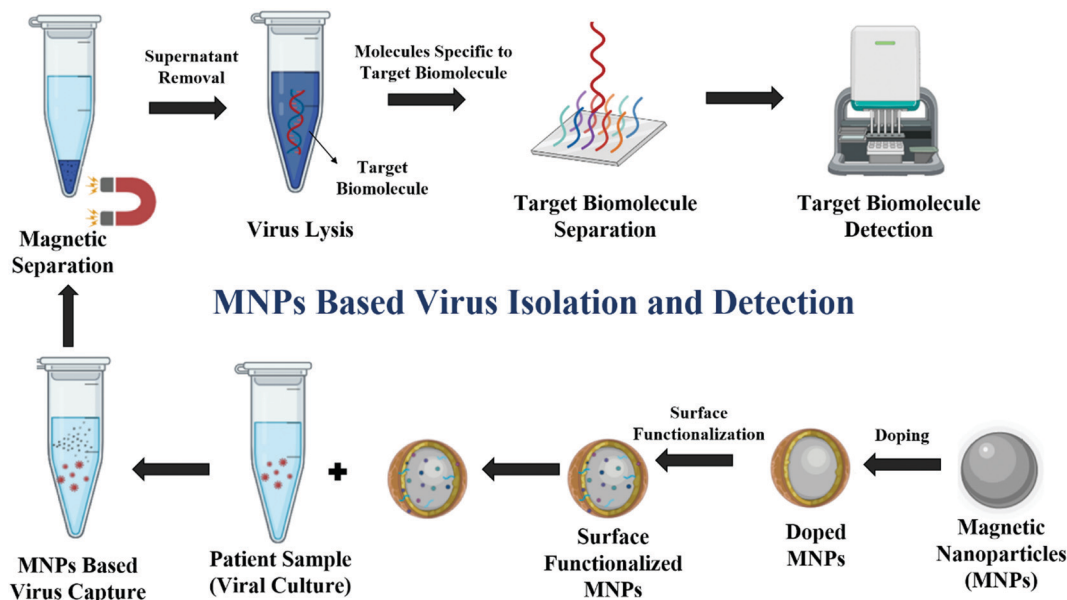 Supernatant
Removal
Molecules Specific to
Target Biomolecule
Target
Biomolecule
Magnetic
Separation
Virus Lysis
Target Biomolecule
Separation
Target Biomolecule
Detection
MNPs Based Virus Isolation and Detection
Surface
Functionalization
Doping
MNPs Based
Virus Capture
Patient Sample
(Viral Culture)
+
Surface
Functionalized
MNPs
Doped
MNPs
Magnetic
Nanoparticles
(MNPs)